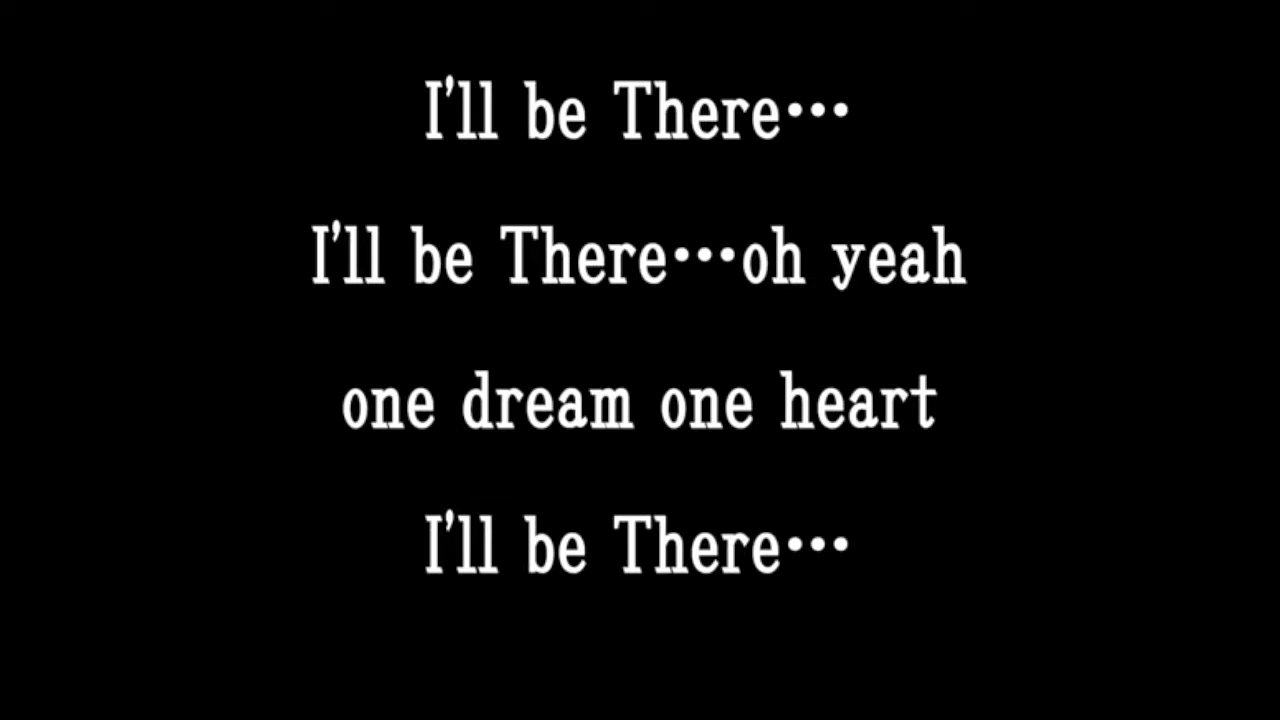 I'll be There…
I'll be There…oh yeah
one dream one heart
I'll be There…